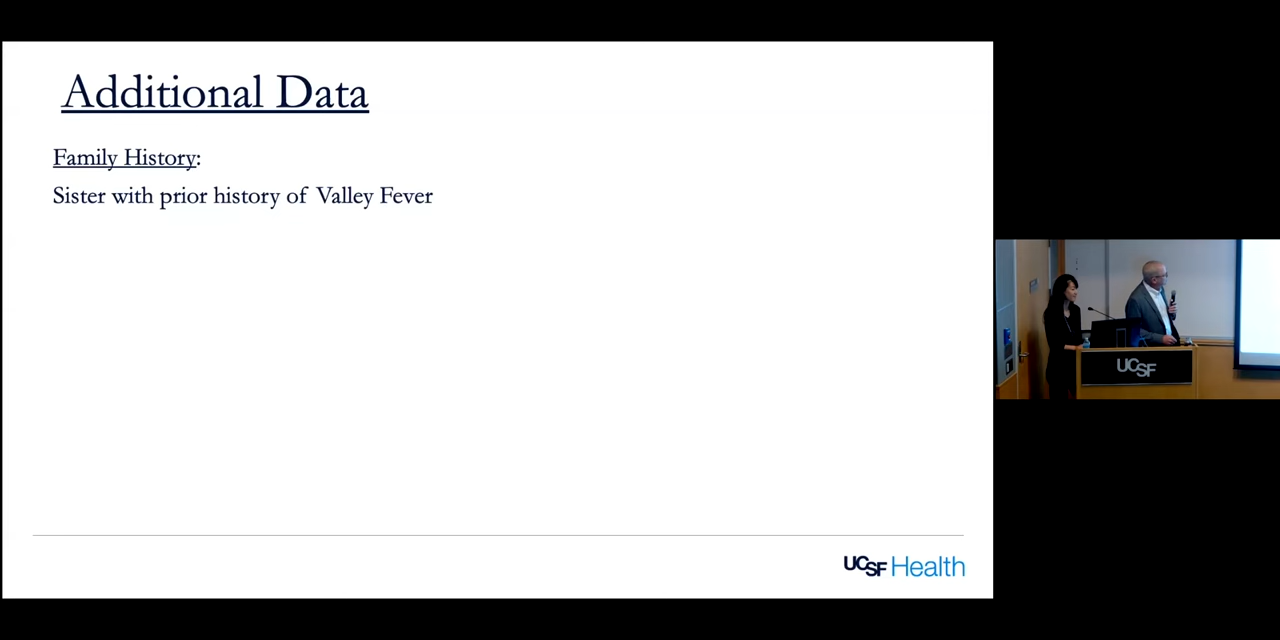 Additional Data
Family History:
Sister with prior history of Valley Fever
UCSF Health
UCSF